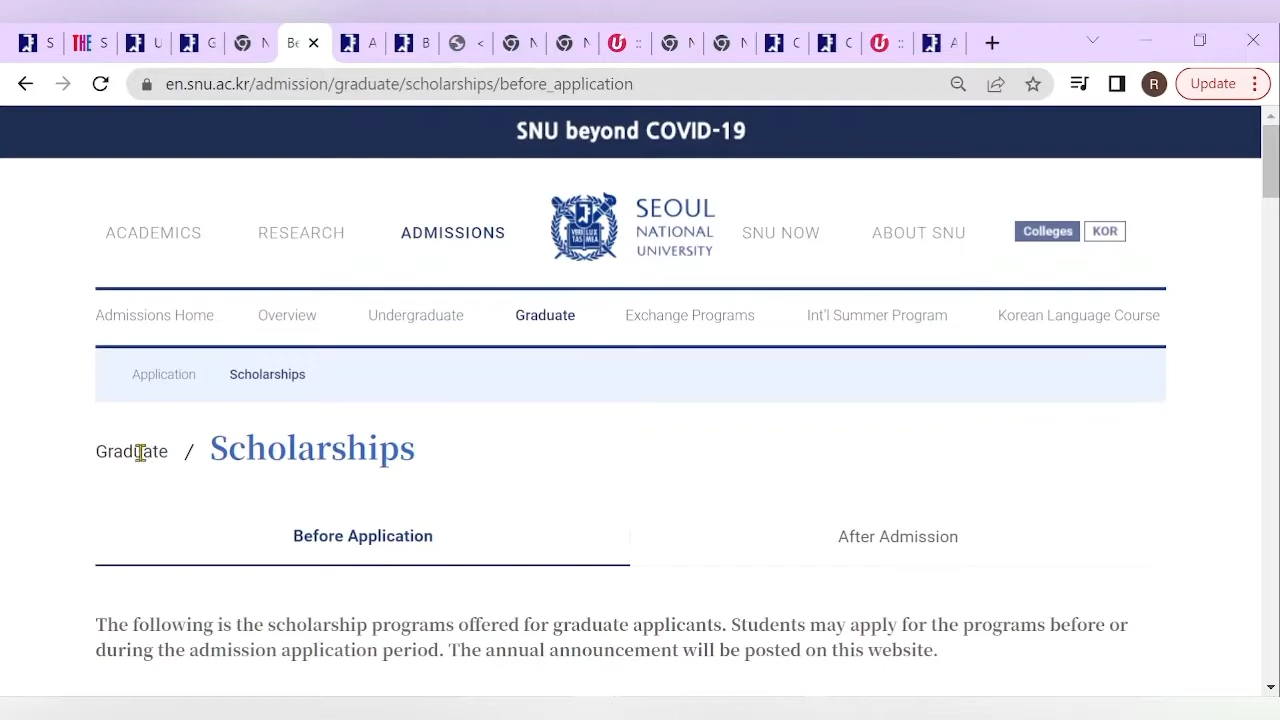 S THE S U G N Be A B < N N :: N N C C :: A
en.snu.ac.kr/admission/graduate/scholarships/before_application R Update
SNU beyond COVID-19
ACADEMICS RESEARCH ADMISSIONS SEOUL NATIONAL UNIVERSITY SNU NOW ABOUT SNU Colleges KOR
Admissions Home Overview Undergraduate Graduate Exchange Programs Int'l Summer Program Korean Language Course
Application Scholarships
Graduate / Scholarships
Before Application After Admission
The following is the scholarship programs offered for graduate applicants. Students may apply for the programs before or
during the admission application period. The annual announcement will be posted on this website.